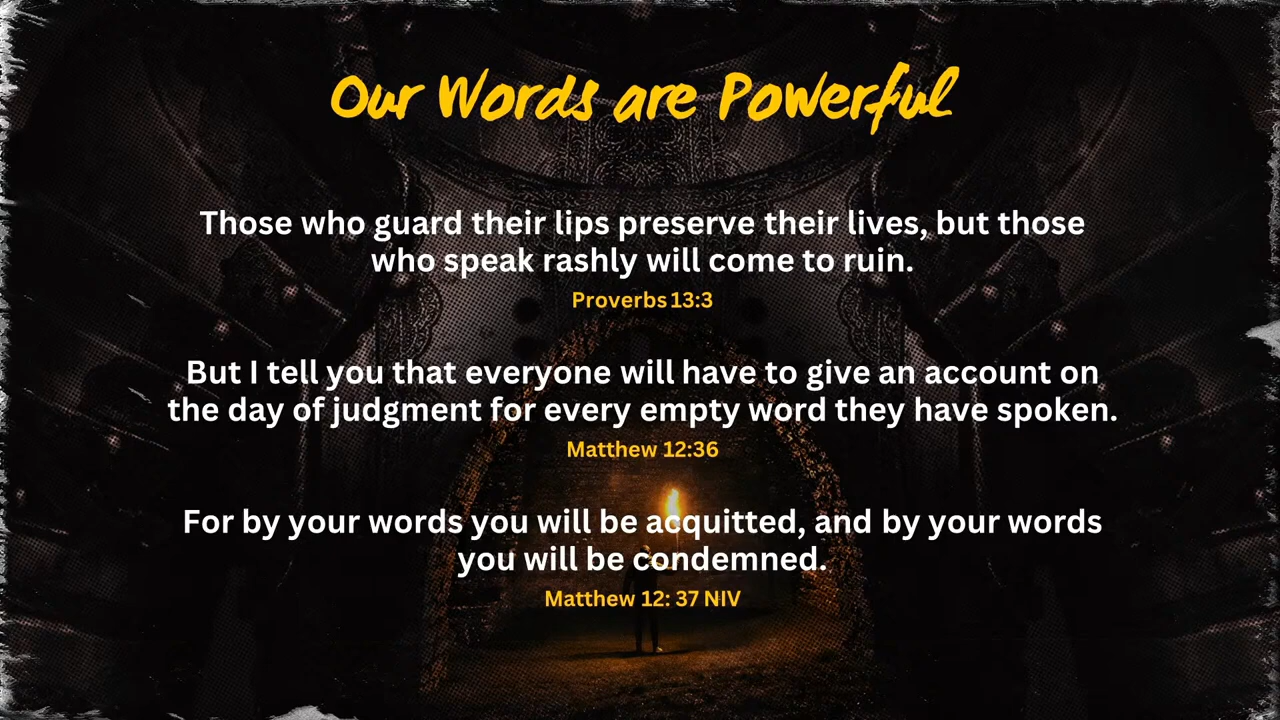 Our Words are Powerful
Those who guard their lips preserve their lives, but those
who speak rashly will come to ruin.
Proverbs 13:3
But I tell you that everyone will have to give an account on
the day of judgment for every empty word they have spoken.
Matthew 12:36
For by your words you will be acquitted, and by your words
you will be condemned.
Matthew 12: 37 NIV